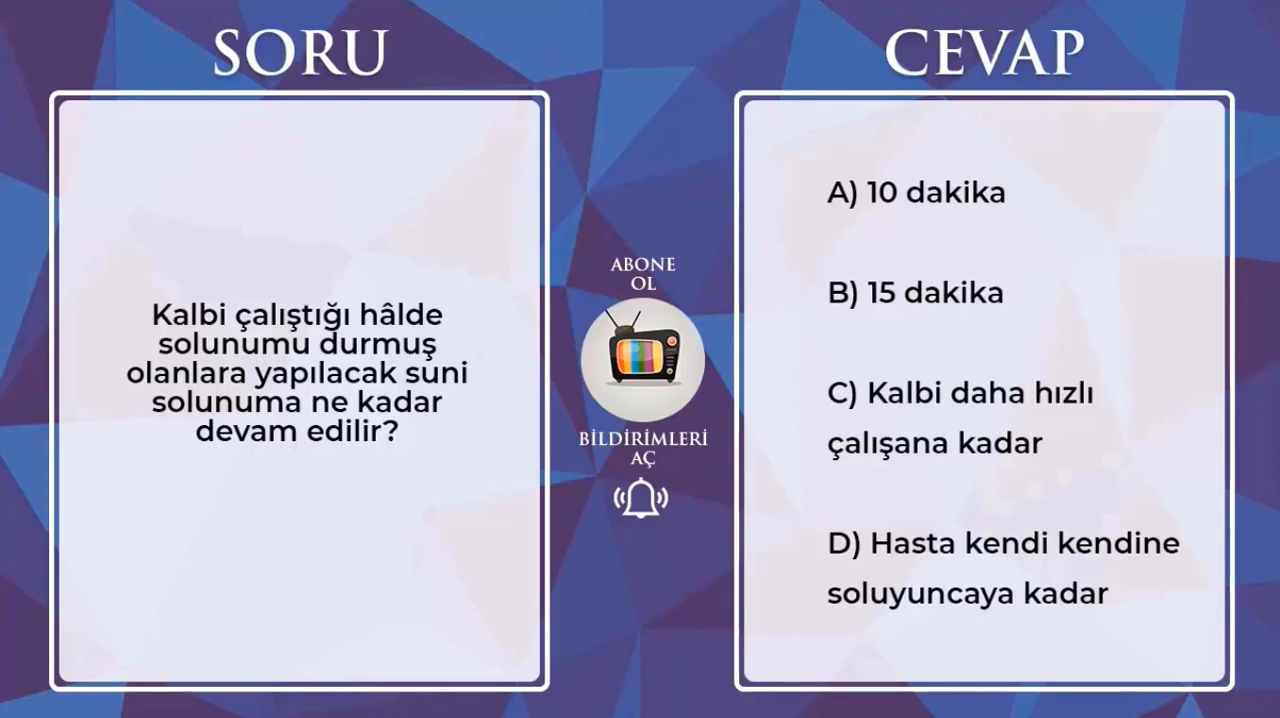 SORU
Kalbi çalıştığı hâlde
solunumu durmuş
olanlara yapılacak suni
solunuma ne kadar
devam edilir?
ABONE
OL
BİLDİRİMLERİ
AÇ
CEVAP
A) 10 dakika
B) 15 dakika
C) Kalbi daha hızlı
çalışana kadar
D) Hasta kendi kendine
soluyuncaya kadar